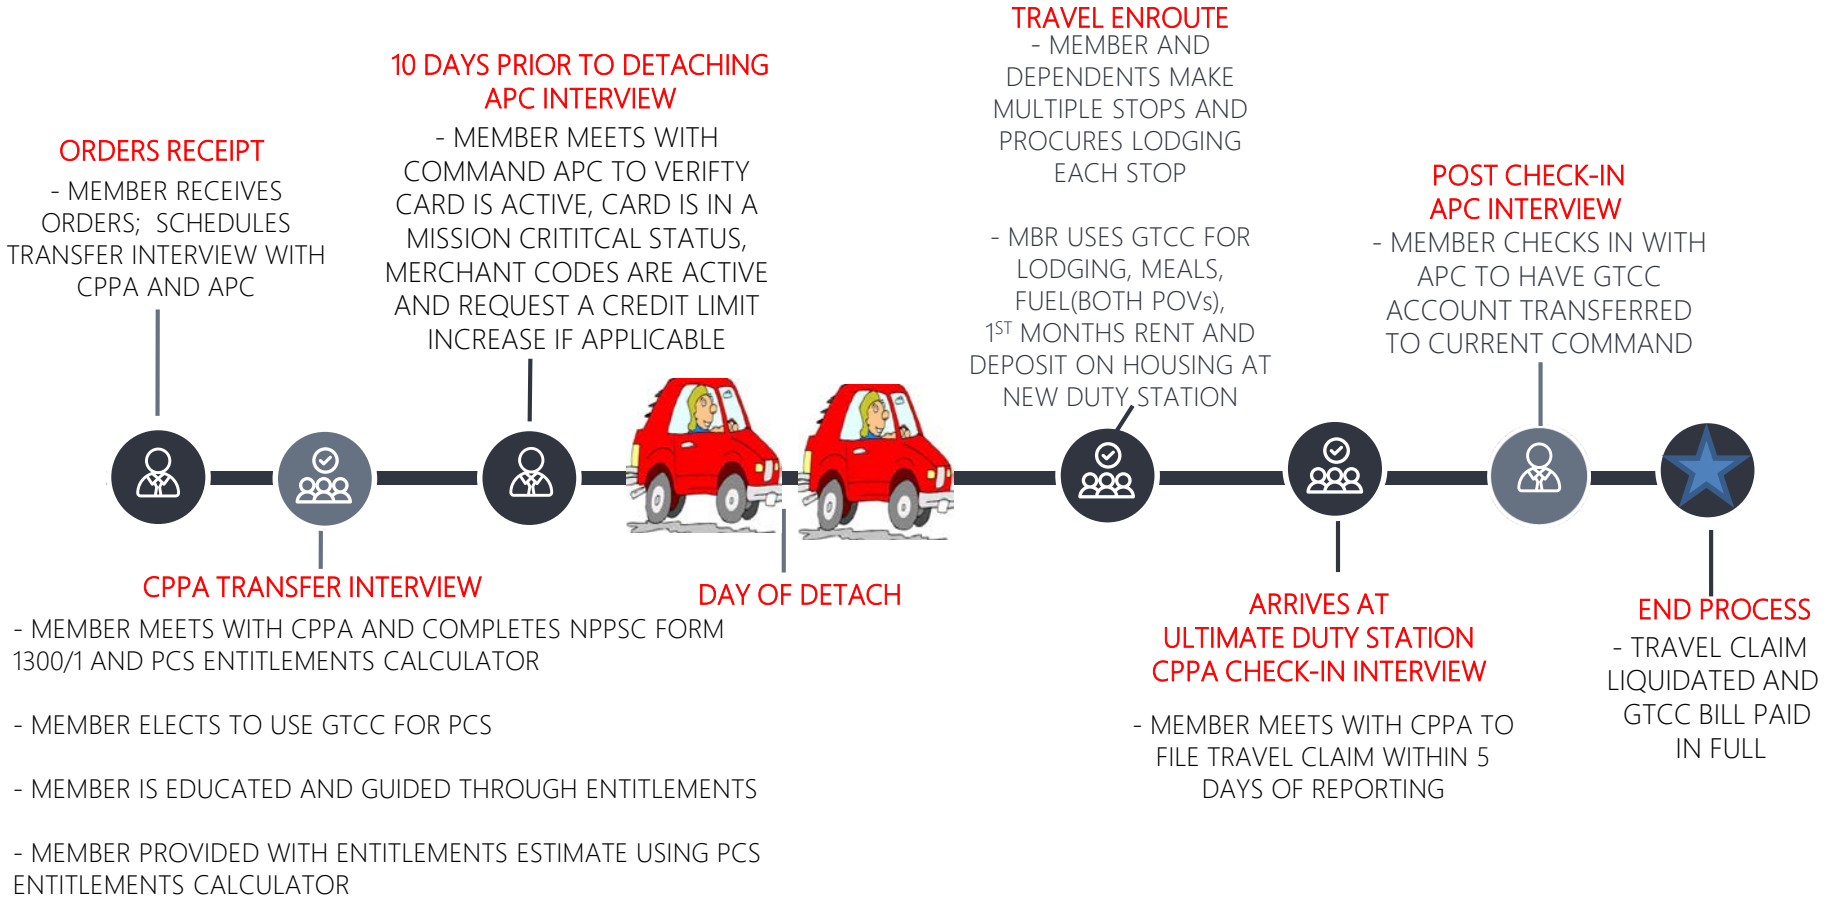 ORDERS RECEIPT
- MEMBER RECEIVES
ORDERS; SCHEDULES
TRANSFER INTERVIEW WITH
CPPA AND APC
CPPA TRANSFER INTERVIEW
- MEMBER MEETS WITH CPPA AND COMPLETES NPPSC FORM
1300/1 AND PCS ENTITLEMENTS CALCULATOR
- MEMBER ELECTS TO USE GTCC FOR PCS
- MEMBER IS EDUCATED AND GUIDED THROUGH ENTITLEMENTS
- MEMBER PROVIDED WITH ENTITLEMENTS ESTIMATE USING PCS
ENTITLEMENTS CALCULATOR
10 DAYS PRIOR TO DETACHING
APC INTERVIEW
- MEMBER MEETS WITH
COMMAND APC TO VERIFTY
CARD IS ACTIVE, CARD IS IN A
MISSION CRITITCAL STATUS,
MERCHANT CODES ARE ACTIVE
AND REQUEST A CREDIT LIMIT
INCREASE IF APPLICABLE
DAY OF DETACH
TRAVEL ENROUTE
- MEMBER AND
DEPENDENTS MAKE
MULTIPLE STOPS AND
PROCURES LODGING
EACH STOP
- MBR USES GTCC FOR
LODGING, MEALS,
FUEL(BOTH POVs),
1ST MONTHS RENT AND
DEPOSIT ON HOUSING AT
NEW DUTY STATION
ARRIVES AT
ULTIMATE DUTY STATION
CPPA CHECK-IN INTERVIEW
- MEMBER MEETS WITH CPPA TO
FILE TRAVEL CLAIM WITHIN 5
DAYS OF REPORTING
POST CHECK-IN
APC INTERVIEW
- MEMBER CHECKS IN WITH
APC TO HAVE GTCC
ACCOUNT TRANSFERRED
TO CURRENT COMMAND
END PROCESS
- TRAVEL CLAIM
LIQUIDATED AND
GTCC BILL PAID
IN FULL